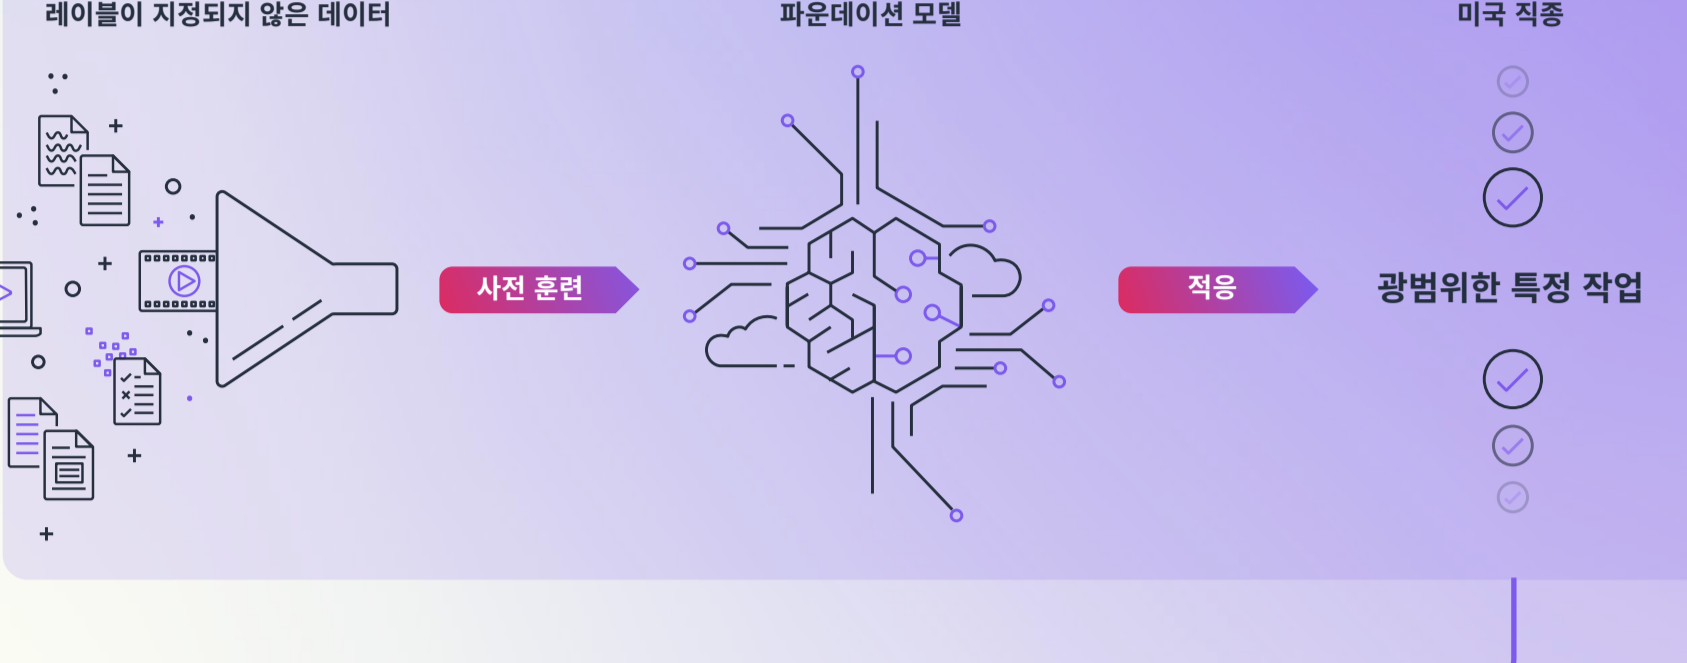 레이블이 지정되지 않은 데이터
파운데이션 모델
미국 직종
사전 훈련
적응
광범위한 특정 작업